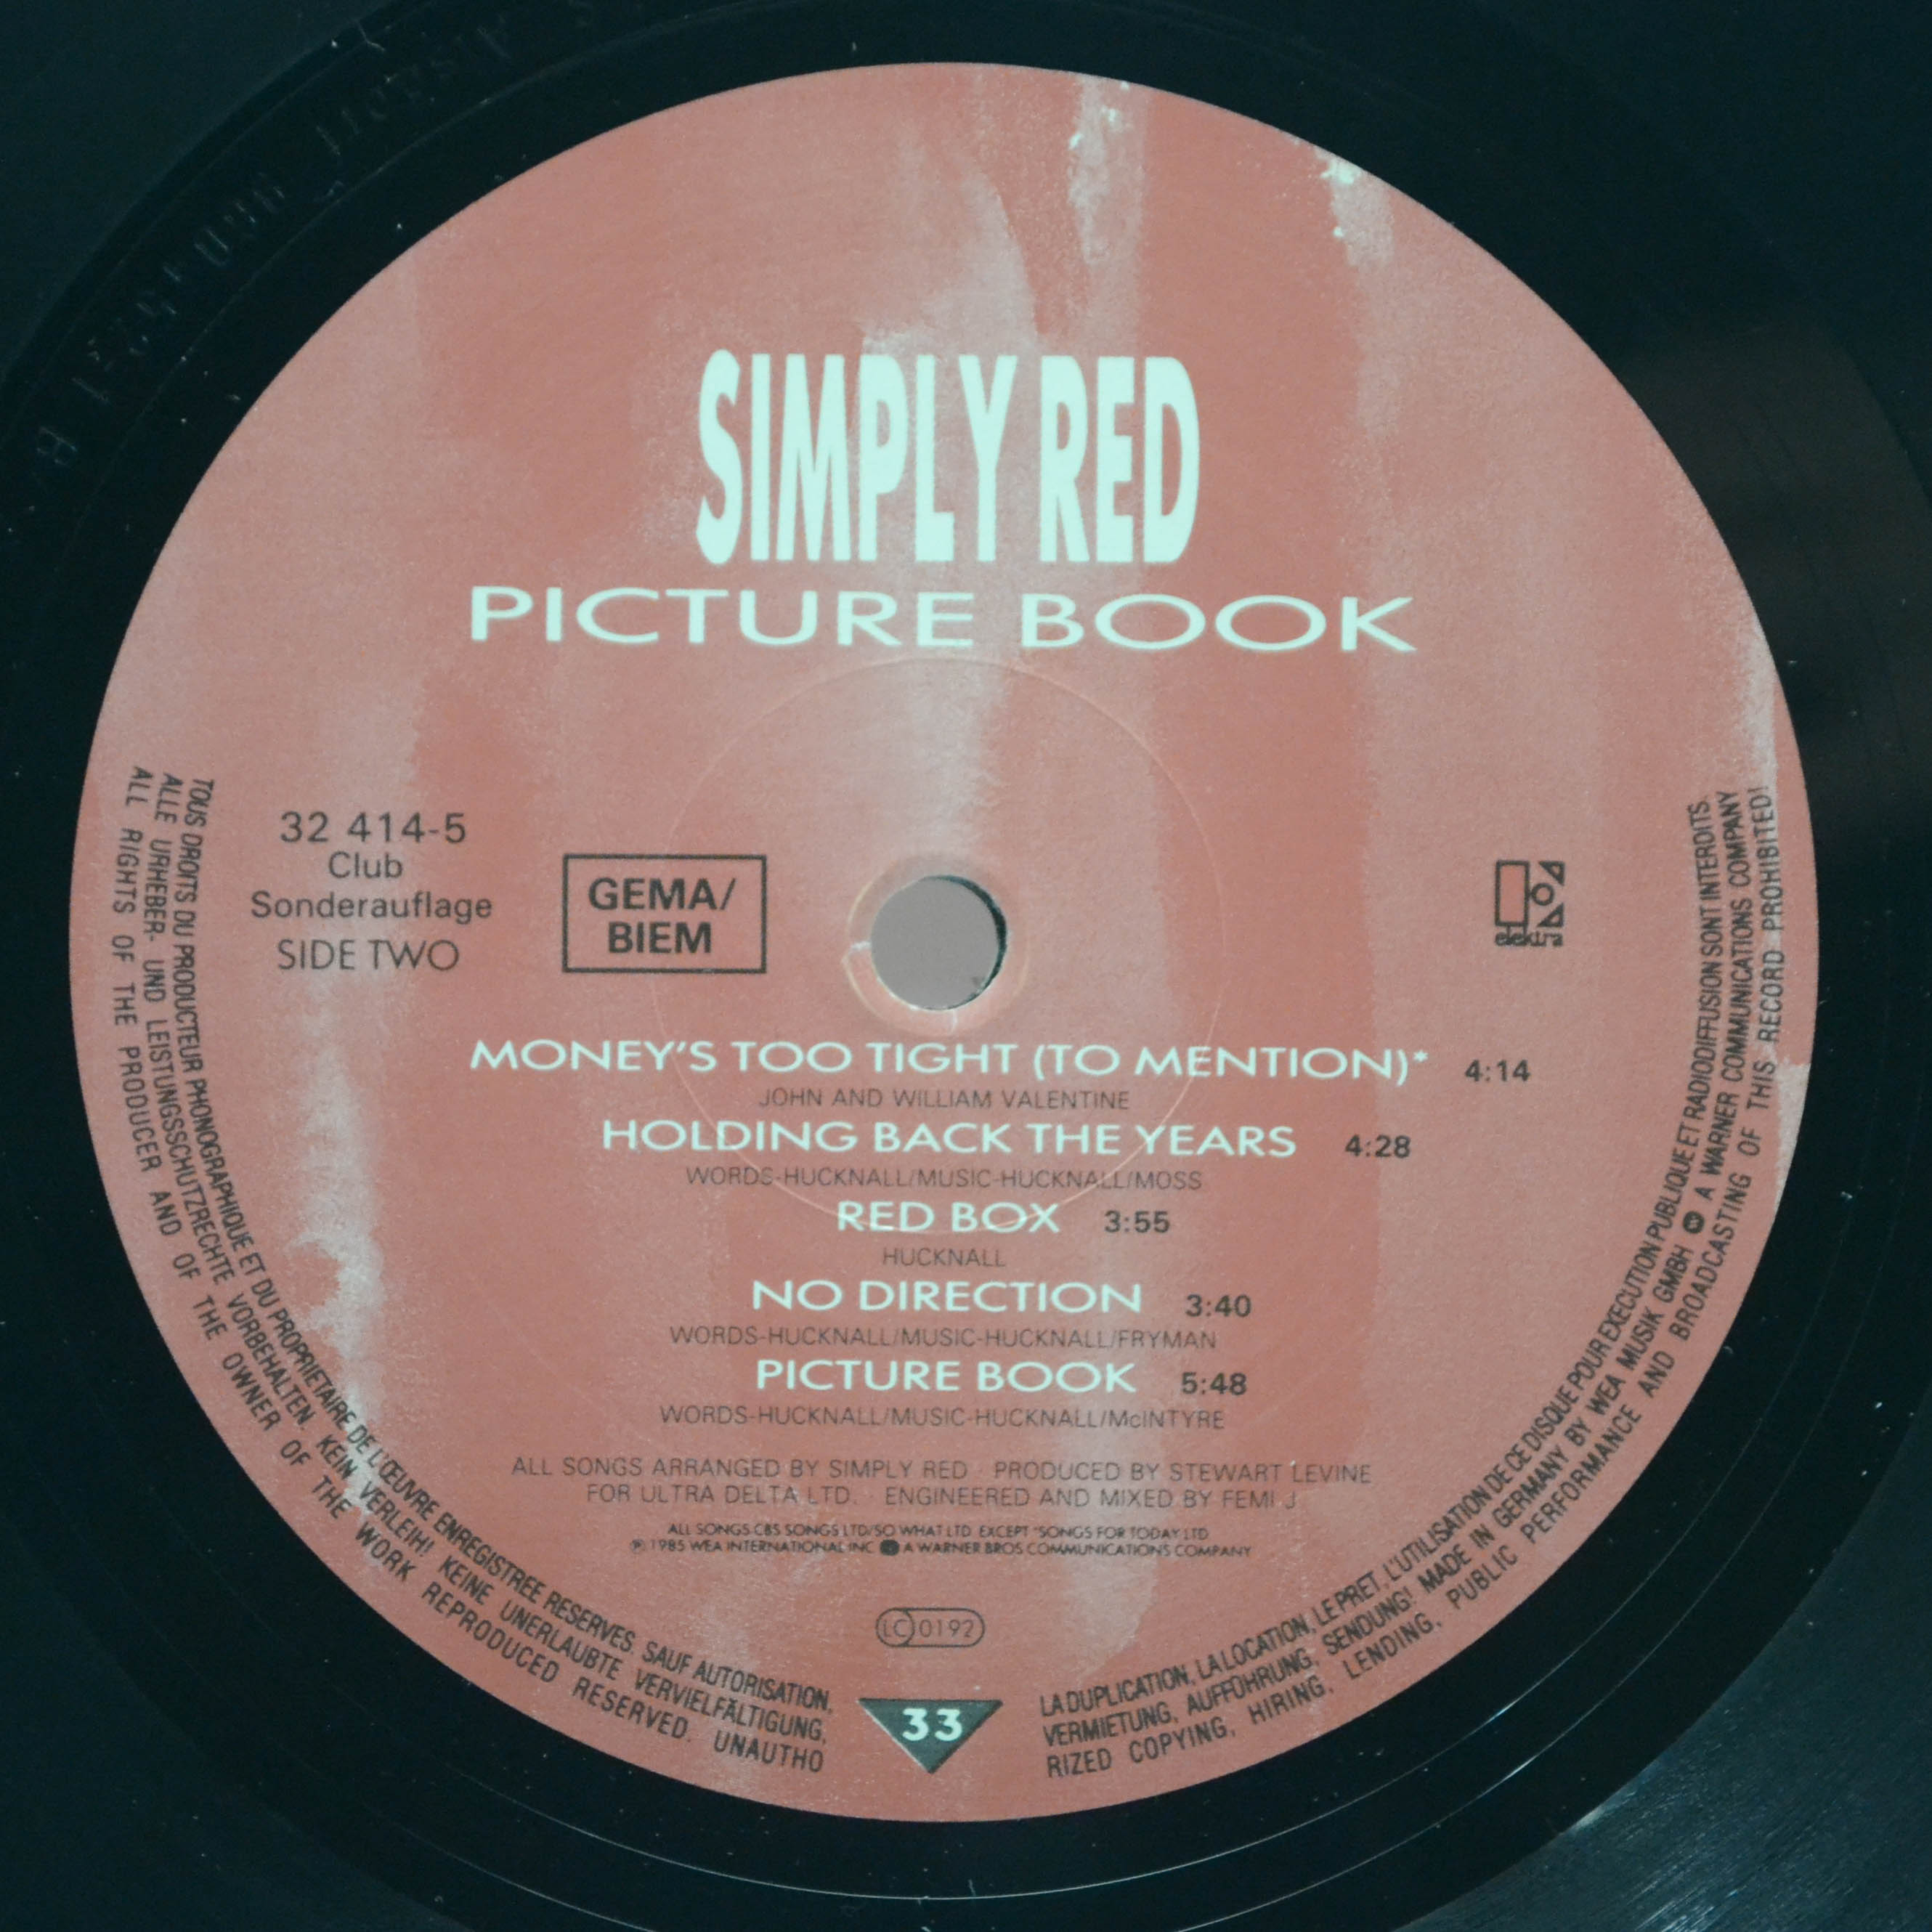 SIMPLY RED
PICTURE BOOK
32 414-5
Club
Sonderauflage
SIDE TWO
GEMA/
BIEM
elektra
MONEY'S TOO TIGHT (TO MENTION)* 4:14
JOHN AND WILLIAM VALENTINE
HOLDING BACK THE YEARS 4:28
WORDS-HUCKNALL/MUSIC-HUCKNALL/MOSS
RED BOX 3:55
HUCKNALL
NO DIRECTION 3:40
WORDS-HUCKNALL/MUSIC-HUCKNALL/FRYMAN
PICTURE BOOK 5:48
WORDS-HUCKNALL/MUSIC-HUCKNALL/McINTYRE
ALL SONGS ARRANGED BY SIMPLY RED · PRODUCED BY STEWART LEVINE
FOR ULTRA DELTA LTD. · ENGINEERED AND MIXED BY FEMI J
ALL SONGS CBS SONGS LTD/SO WHAT LTD EXCEPT *SONGS FOR TODAY LTD
℗ 1985 WEA INTERNATIONAL INC A WARNER BROS COMMUNICATIONS COMPANY
LC 0192
33
TOUS DROITS DU PRODUCTEUR PHONOGRAPHIQUE ET DU PROPRIETAIRE DE L'ŒUVRE ENREGISTREE RESERVES. SAUF AUTORISATION, LA DUPLICATION, LA LOCATION, LE PRET, L'UTILISATION DE CE DISQUE POUR EXECUTION PUBLIQUE ET RADIODIFFUSION SONT INTERDITS.
ALLE URHEBER- UND LEISTUNGSSCHUTZRECHTE VORBEHALTEN. KEIN VERLEIH! KEINE UNERLAUBTE VERVIELFÄLTIGUNG, VERMIETUNG, AUFFÜHRUNG, SENDUNG! MADE IN GERMANY BY WEA MUSIK GMBH A WARNER COMMUNICATIONS COMPANY
ALL RIGHTS OF THE PRODUCER AND OF THE OWNER OF THE WORK REPRODUCED RESERVED. UNAUTHORIZED COPYING, HIRING, LENDING, PUBLIC PERFORMANCE AND BROADCASTING OF THIS RECORD PROHIBITED!